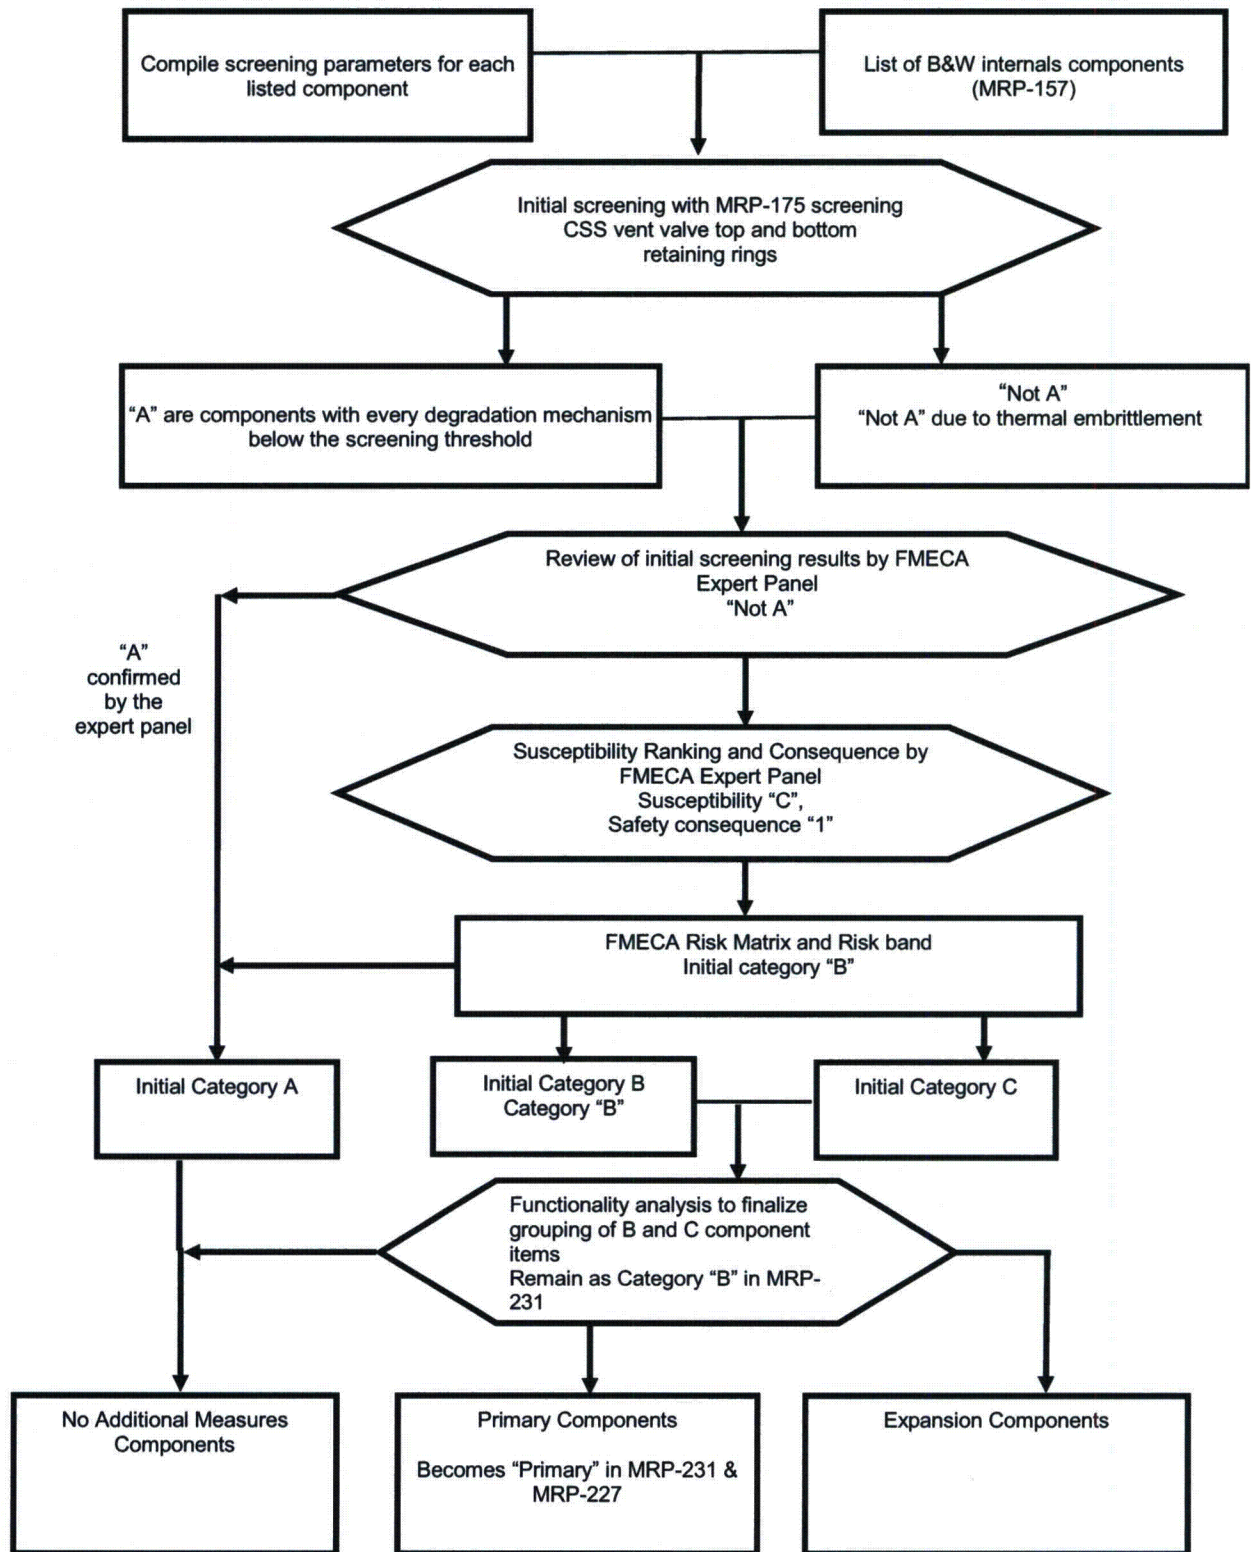 Compile screening parameters for each
listed component
List of B&W internals components
(MRP-157)
Initial screening with MRP-175 screening
CSS vent valve top and bottom
retaining rings
“A” are components with every degradation mechanism
below the screening threshold
“Not A”
“Not A” due to thermal embrittlement
Review of initial screening results by FMECA
Expert Panel
“Not A”
“A”
confirmed
by the
expert panel
Susceptibility Ranking and Consequence by
FMECA Expert Panel
Susceptibility “C”,
Safety consequence “1”
FMECA Risk Matrix and Risk band
Initial category “B”
Initial Category A
Initial Category B
Category “B”
Initial Category C
Functionality analysis to finalize
grouping of B and C component
items
Remain as Category “B” in MRP-
231
No Additional Measures
Components
Primary Components
Becomes “Primary” in MRP-231 &
MRP-227
Expansion Components